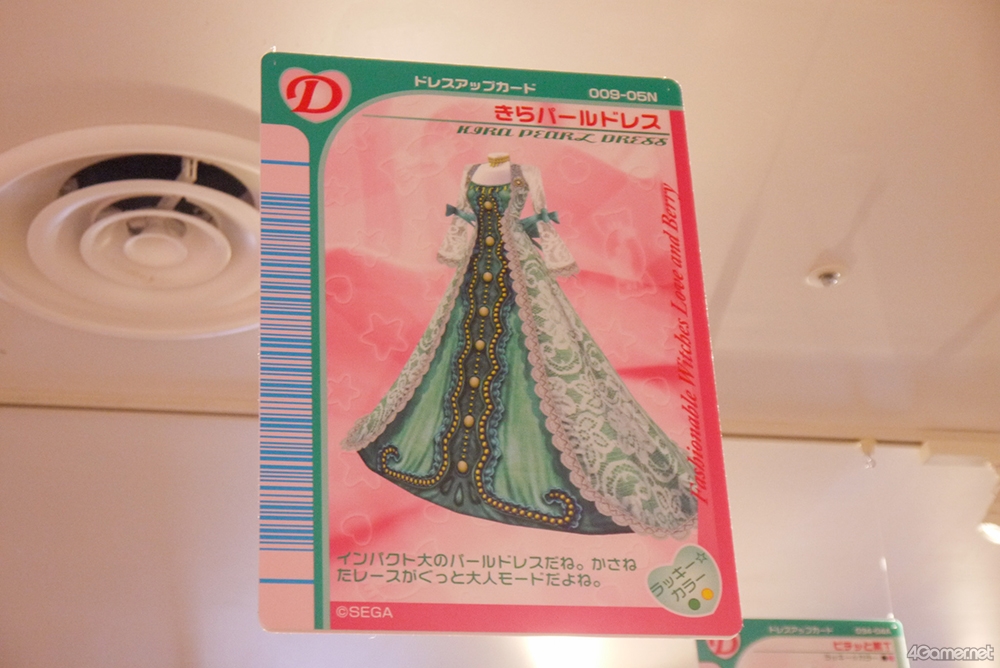 D
ドレスアップカード 009-05N
きらパールドレス
KIRA PEARL DRESS
Fashionable Witches Love and Berry
インパクト大のパールドレスだね。かさね
たレースがぐっと大人モードだよね。
ラッキー☆
カラー
©SEGA
ドレスアップカード
4Gamer.net